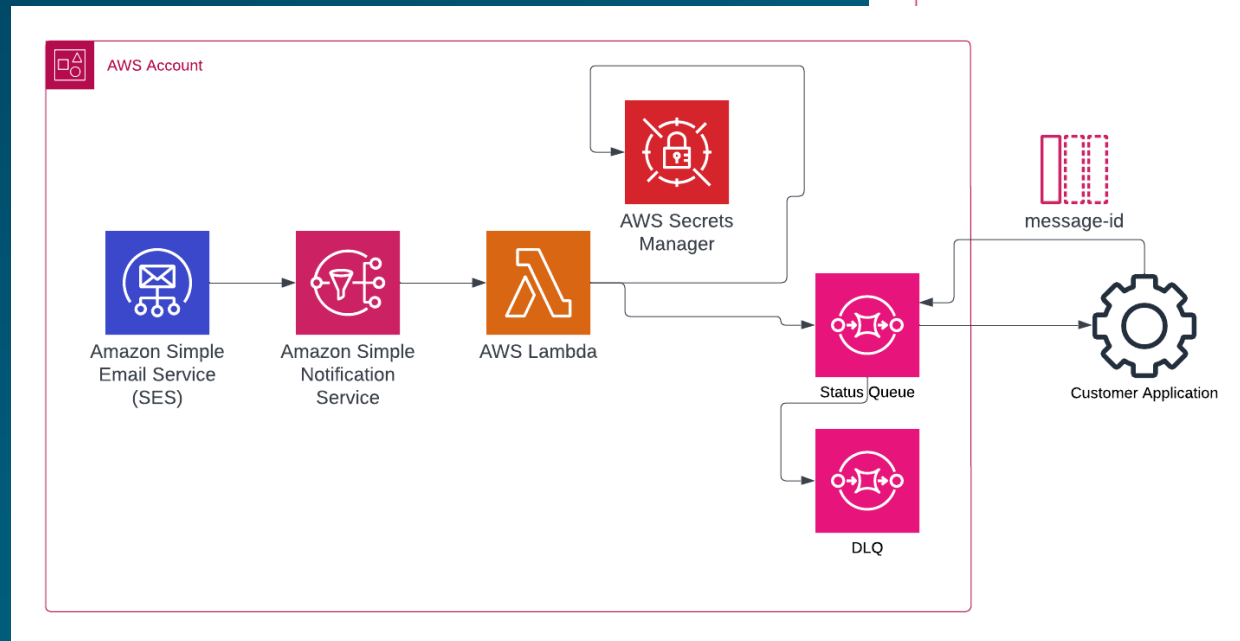 AWS Account
AWS Secrets
Manager
message-id
Amazon Simple
Email Service
(SES)
Amazon Simple
Notification
Service
AWS Lambda
Status Queue
Customer Application
DLQ